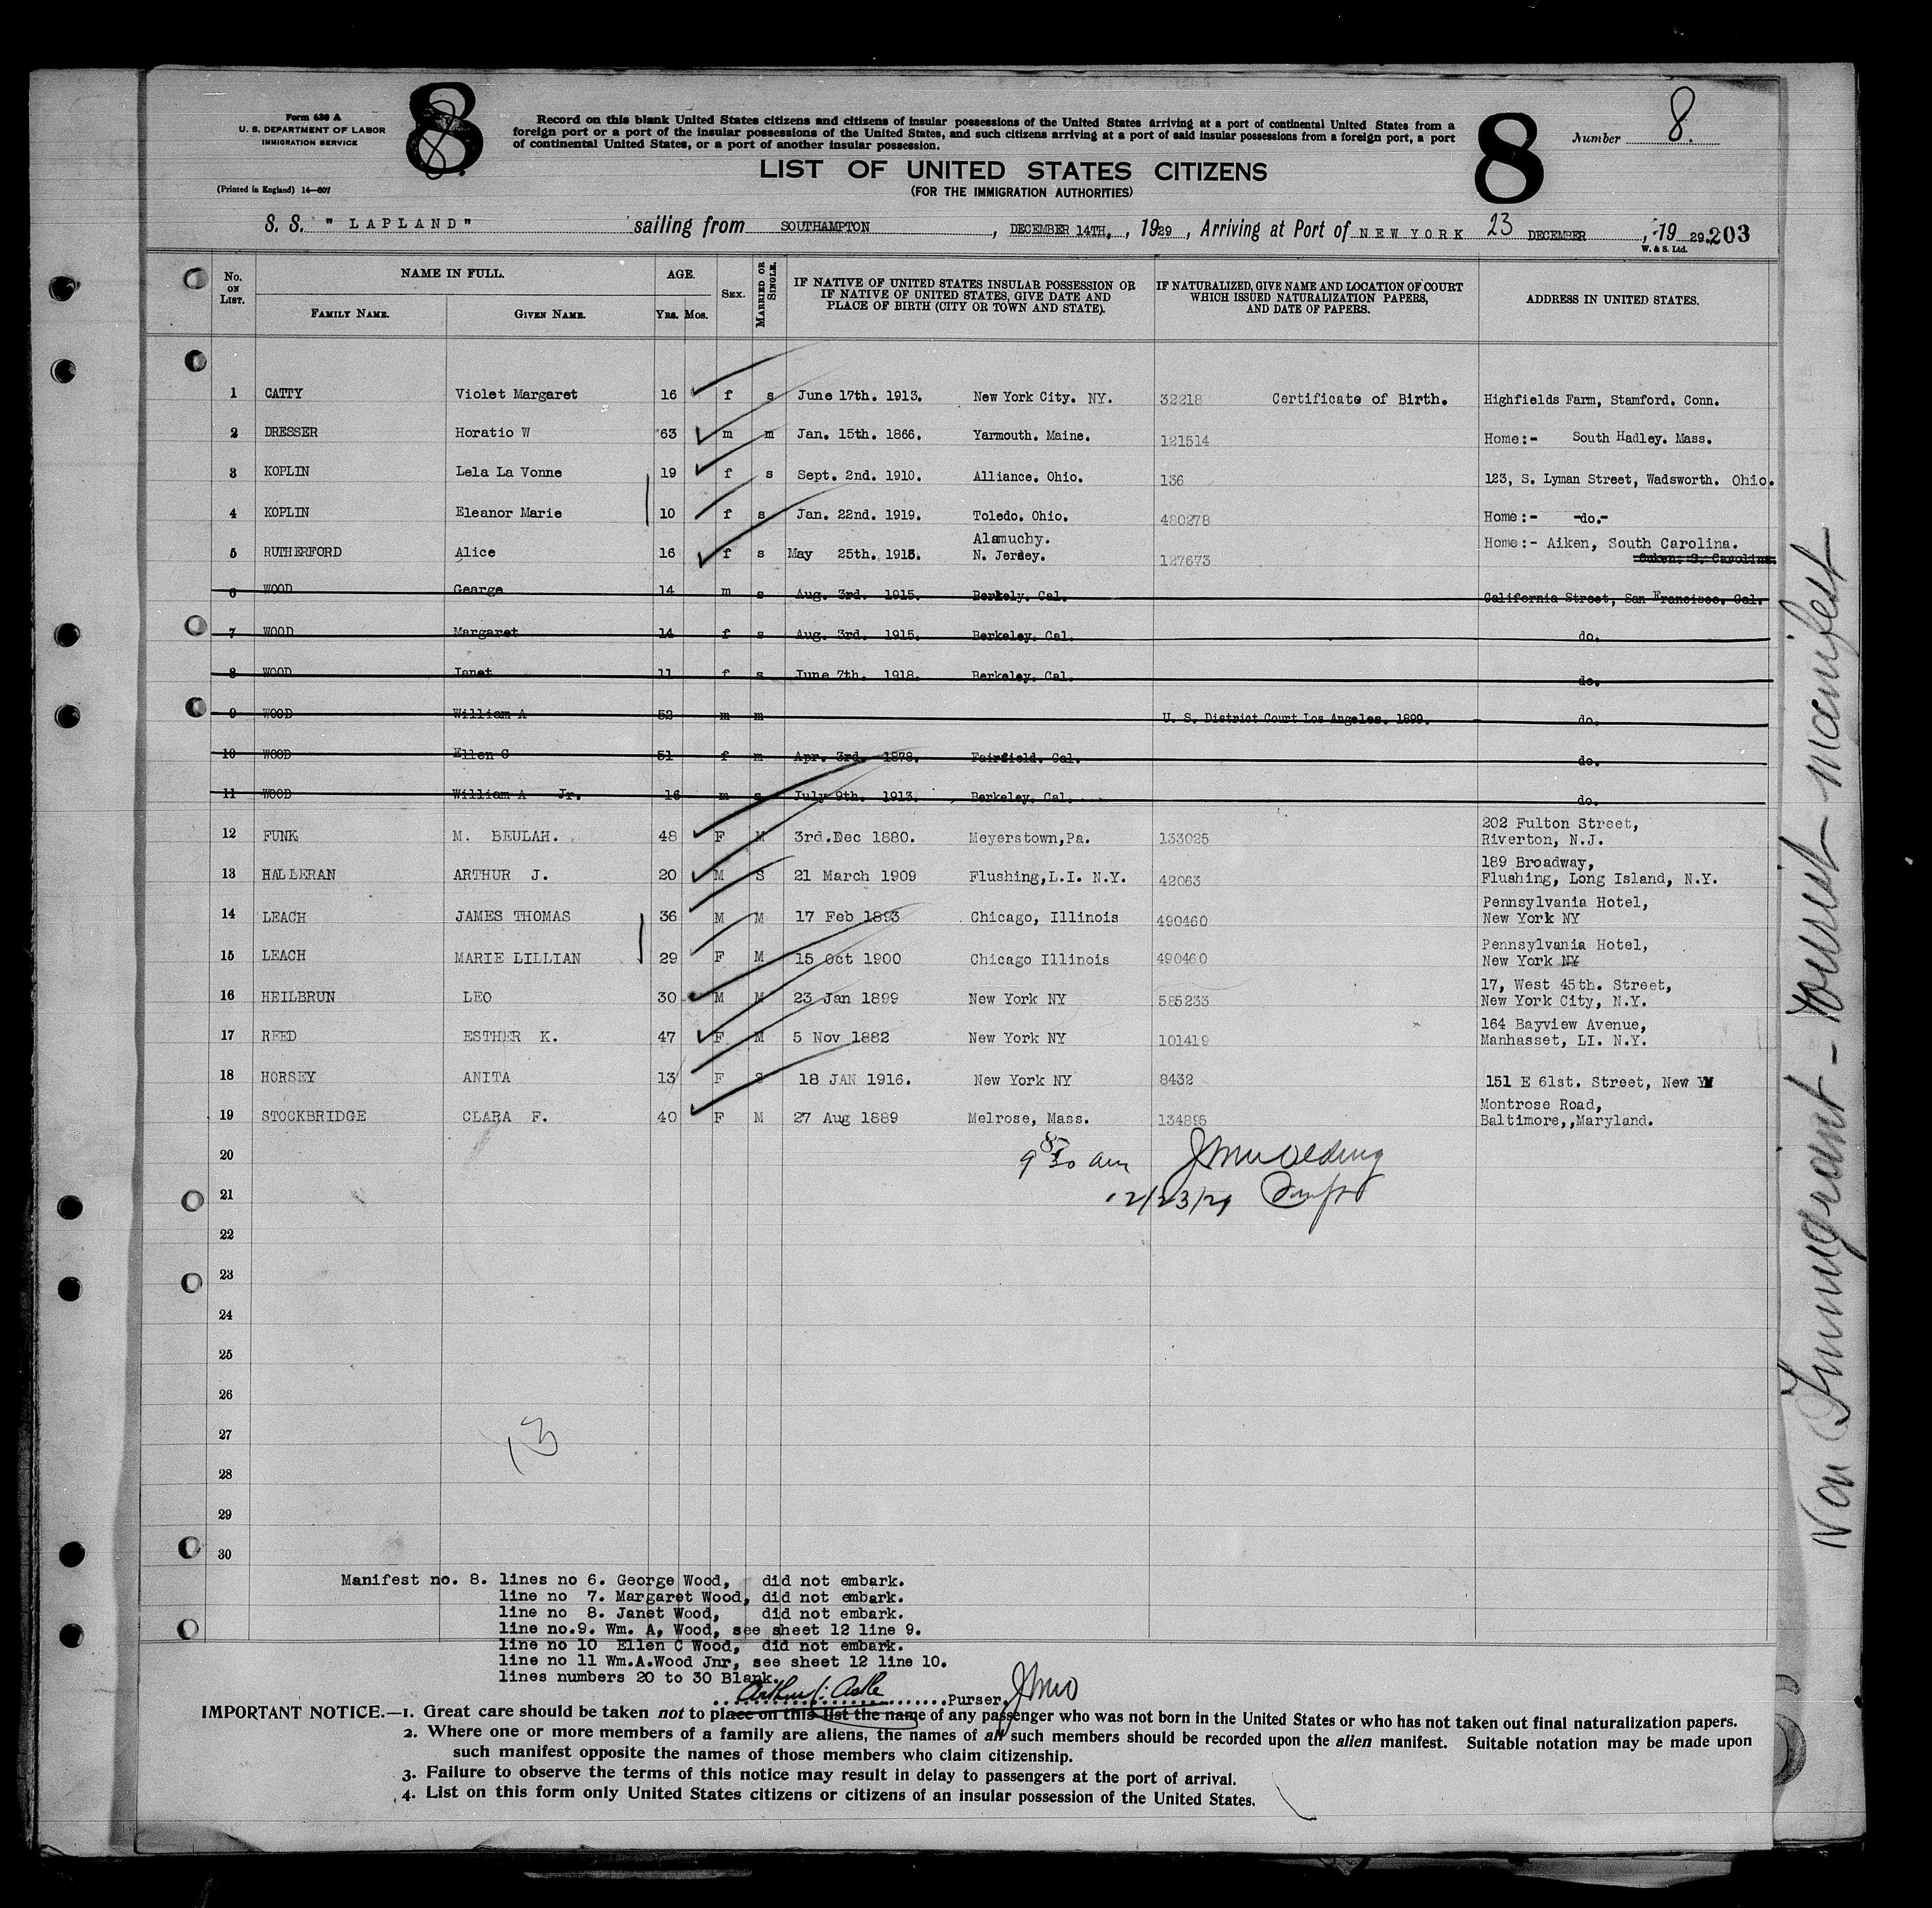 Form 630 A
U. S. DEPARTMENT OF LABOR
IMMIGRATION SERVICE
8
(Printed in England) 14—607
Record on this blank United States citizens and citizens of insular possessions of the United States arriving at a port of continental United States from a
foreign port or a port of the insular possessions of the United States, and such citizens arriving at a port of said insular possessions from a foreign port, a port
of continental United States, or a port of another insular possession.
LIST OF UNITED STATES CITIZENS
(FOR THE IMMIGRATION AUTHORITIES)
8
Number 8.
S. S. " LAPLAND" sailing from SOUTHAMPTON, DECEMBER 14TH, , 1929, Arriving at Port of NEW YORK 23 DECEMBER, 19 29. 203
W. & S. Ltd.
No. ON LIST. NAME IN FULL. FAMILY NAME. GIVEN NAME. AGE. YRS. MOS. SEX. MARRIED OR SINGLE. IF NATIVE OF UNITED STATES INSULAR POSSESSION OR IF NATIVE OF UNITED STATES, GIVE DATE AND PLACE OF BIRTH (CITY OR TOWN AND STATE). IF NATURALIZED, GIVE NAME AND LOCATION OF COURT WHICH ISSUED NATURALIZATION PAPERS, AND DATE OF PAPERS. ADDRESS IN UNITED STATES.
1 CATTY Violet Margaret 16 f s June 17th. 1913. New York City. NY. 32218 Certificate of Birth. Highfields Farm, Stamford. Conn.
2 DRESSER Horatio W 63 m m Jan. 15th. 1866. Yarmouth. Maine. 121514 Home:- South Hadley. Mass.
3 KOPLIN Lela La Vonne 19 f s Sept. 2nd. 1910. Alliance. Ohio. 136 123, S. Lyman Street, Wadsworth. Ohio.
4 KOPLIN Eleanor Marie 10 f s Jan. 22nd. 1919. Toledo. Ohio. 480278 Home:- -do.-
5 RUTHERFORD Alice 16 f s May 25th. 1913. Alamuchy. N. Jersey. 127673 Home:- Aiken, South Carolina.
6 WOOD George 14 m s Aug. 3rd. 1915. Berkely. Cal. California Street, San Francisco. Cal.
7 WOOD Margaret 14 f s Aug. 3rd. 1915. Berkeley. Cal. do.
8 WOOD Janet 11 f s June 7th. 1918. Berkeley. Cal. do.
9 WOOD William A 52 m m U. S. District Court Los Angeles. 1899. do.
10 WOOD Ellen C 51 f m Apr. 3rd. 1878. Fairfield. Cal. do.
11 WOOD William A Jr. 16 m s July 9th. 1913. Berkeley. Cal. do.
12 FUNK M. BEULAH. 48 F M 3rd.Dec 1880. Meyerstown,Pa. 133025 202 Fulton Street, Riverton, N.J.
13 HALLERAN ARTHUR J. 20 M S 21 March 1909 Flushing,L.I. N.Y. 42063 189 Broadway, Flushing, Long Island, N.Y.
14 LEACH JAMES THOMAS 36 M M 17 Feb 1893 Chicago, Illinois 490460 Pennsylvania Hotel, New York NY
15 LEACH MARIE LILLIAN 29 F M 15 Oct 1900 Chicago Illinois 490460 Pennsylvania Hotel, New York NY
16 HEILBRUN LEO 30 M M 23 Jan 1899 New York NY 585233 17, West 45th. Street, New York City, N.Y.
17 REED ESTHER K. 47 F M 5 Nov 1882 New York NY 101419 164 Bayview Avenue, Manhasset, LI. N.Y.
18 HORSEY ANITA 13 F S 18 JAN 1916. New York NY 8432 151 E 61st. Street, New Y
19 STOCKBRIDGE CLARA F. 40 F M 27 Aug 1889 Melrose, Mass. 134895 Montrose Road, Baltimore,,Maryland.
20 9 30 am
21 12/23/29
22
23
24
25
26
27
28
29
30
13
Manifest no. 8. lines no 6. George Wood, did not embark.
line no 7. Margaret Wood, did not embark.
line no 8. Janet Wood, did not embark.
line no.9. Wm. A, Wood, see sheet 12 line 9.
line no 10 Ellen C Wood, did not embark.
line no 11 Wm.A.Wood Jnr, see sheet 12 line 10.
lines numbers 20 to 30 Blank.
Purser.
IMPORTANT NOTICE.—1. Great care should be taken not to place on this list the name of any passenger who was not born in the United States or who has not taken out final naturalization papers.
2. Where one or more members of a family are aliens, the names of all such members should be recorded upon the alien manifest. Suitable notation may be made upon
such manifest opposite the names of those members who claim citizenship.
3. Failure to observe the terms of this notice may result in delay to passengers at the port of arrival.
4. List on this form only United States citizens or citizens of an insular possession of the United States.
Non Immigrant - Tourist manifest